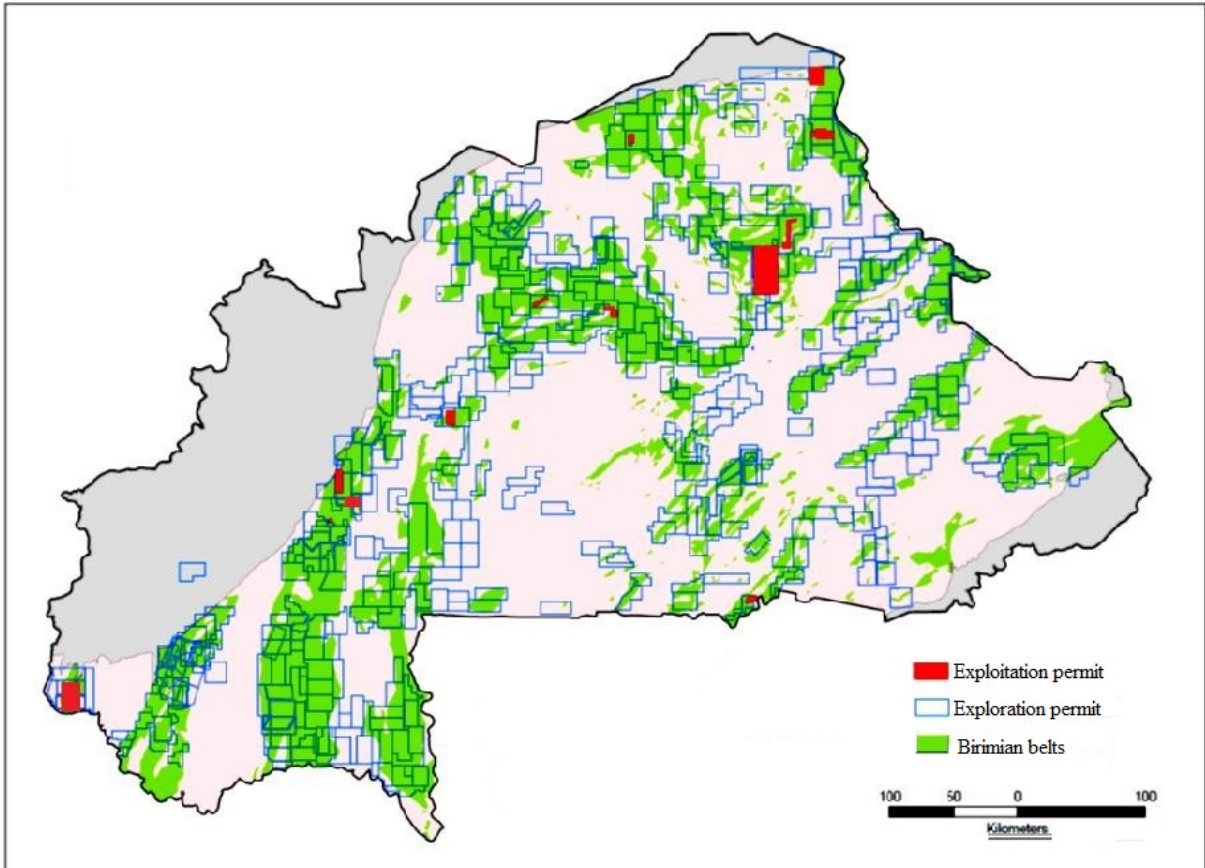 Exploitation permit
Exploration permit
Birimian belts
100 50 0 100
Kilometers